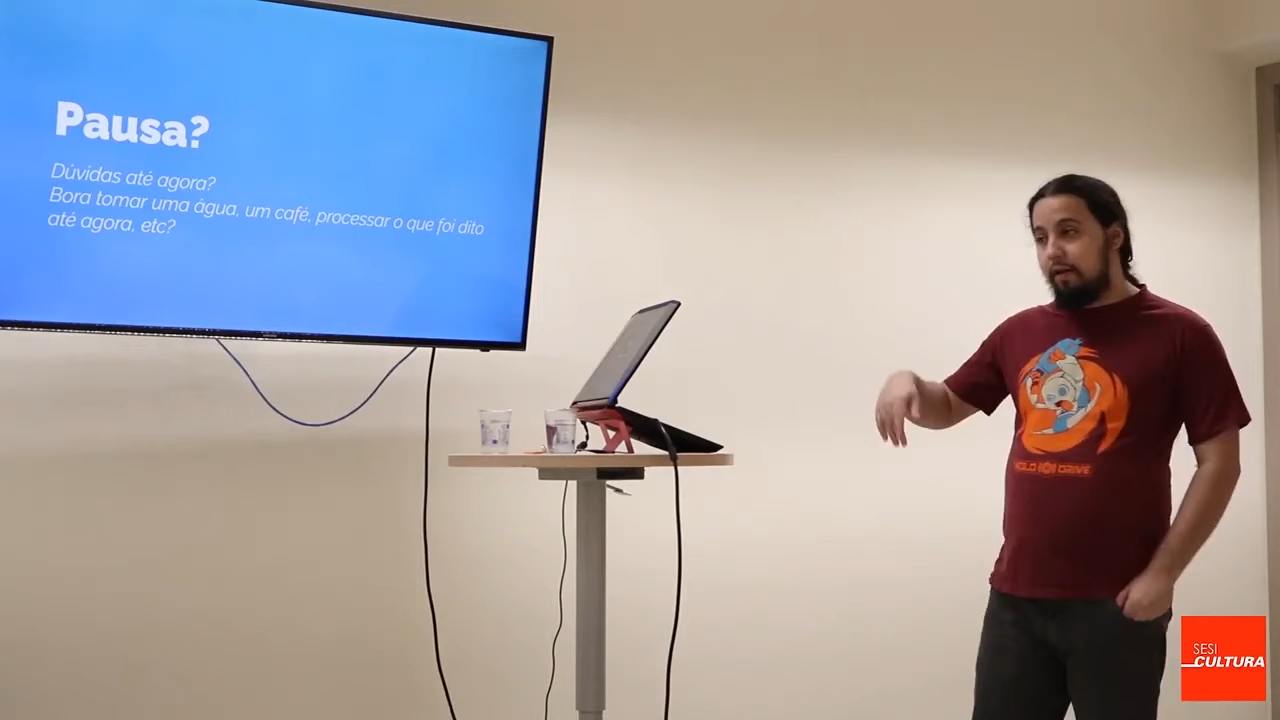 Pausa?
Dúvidas até agora?
Bora tomar uma água, um café, processar o que foi dito
até agora, etc?
DRIVE
SESI
CULTURA